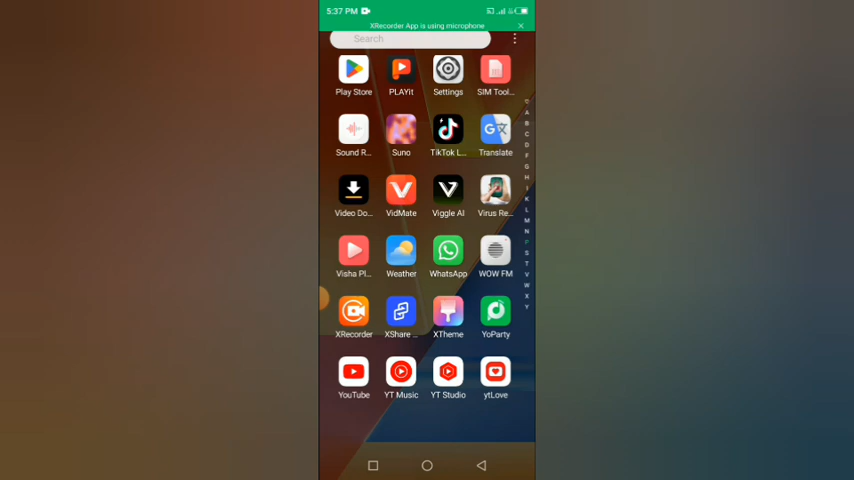 5:37 PM
XRecorder App is using microphone
Search
Play Store PLAYit Settings SIM Tool...
Sound R... Suno TikTok L... Translate
Video Do... VidMate Viggle AI Virus Re...
Visha Pl... Weather WhatsApp WOW FM
XRecorder XShare ... XTheme YoParty
YouTube YT Music YT Studio ytLove
A
B
C
D
F
G
H
I
K
L
M
N
P
S
T
V
W
X
Y